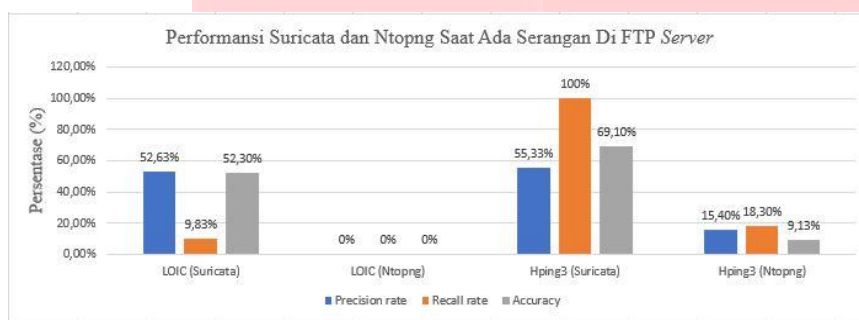 Performansi Suricata dan Ntopng Saat Ada Serangan Di FTP Server
Persentase (%)
120,00%
100,00%
80,00%
60,00%
40,00%
20,00%
0,00%
52,63%
9,83%
52,30%
0%
0%
0%
55,33%
100%
69,10%
15,40%
18,30%
9,13%
LOIC (Suricata)
LOIC (Ntopng)
Hping3 (Suricata)
Hping3 (Ntopng)
Precision rate
Recall rate
Accuracy